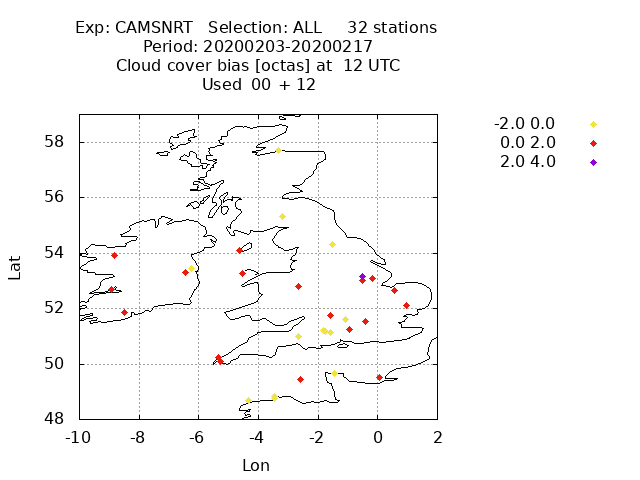 Exp: CAMSNRT Selection: ALL 32 stations
Period: 20200203-20200217
Cloud cover bias [octas] at 12 UTC
Used 00 + 12
-2.0 0.0
0.0 2.0
2.0 4.0
58
56
54
52
50
48
Lat
-10 -8 -6 -4 -2 0 2
Lon